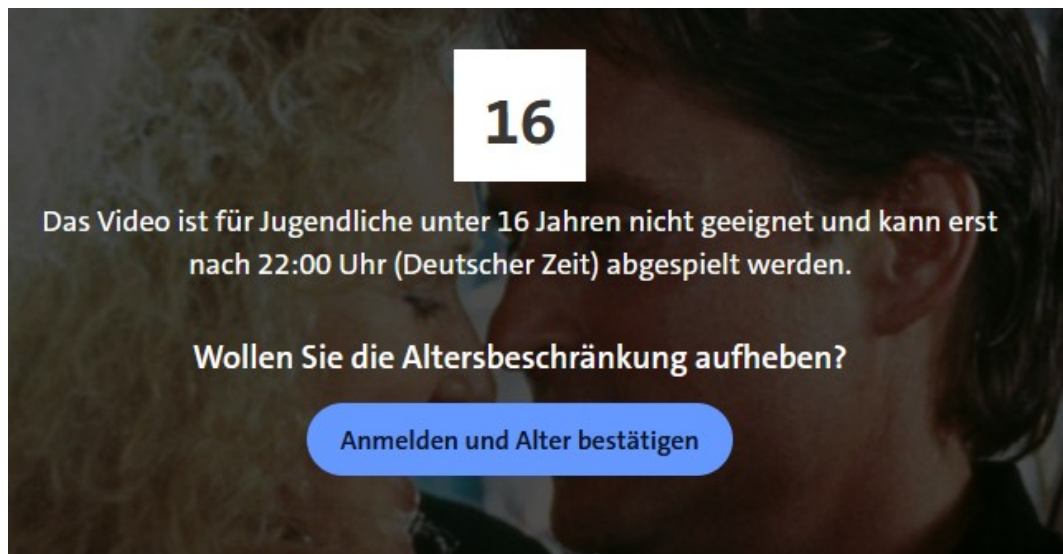 16
Das Video ist für Jugendliche unter 16 Jahren nicht geeignet und kann erst
nach 22:00 Uhr (Deutscher Zeit) abgespielt werden.
Wollen Sie die Altersbeschränkung aufheben?
Anmelden und Alter bestätigen